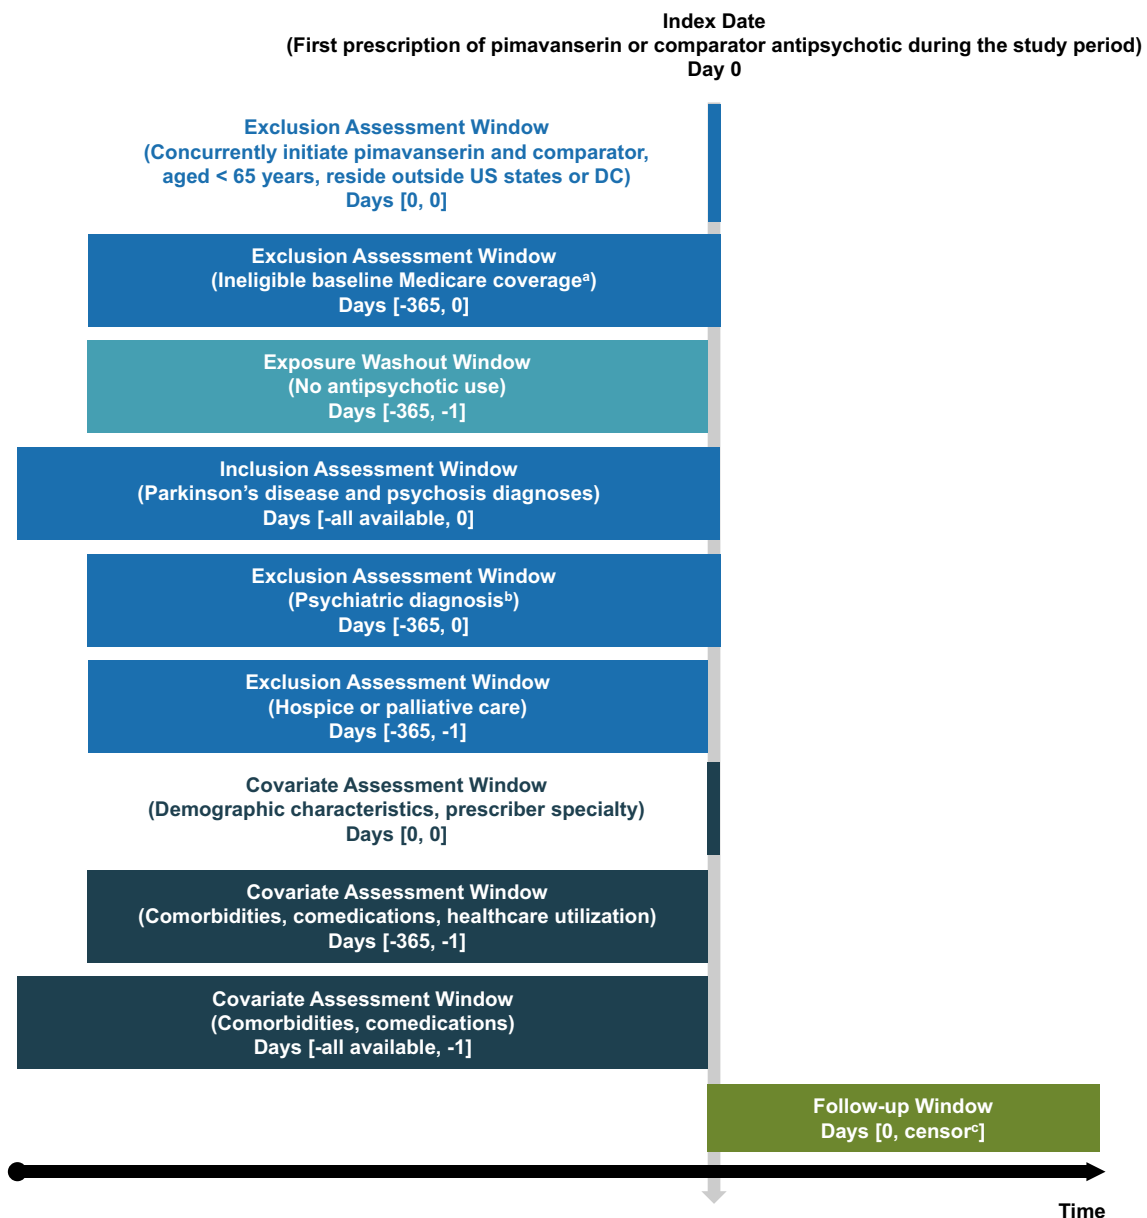 Index Date
(First prescription of pimavanserin or comparator antipsychotic during the study period)
Day 0
Exclusion Assessment Window
(Concurrently initiate pimavanserin and comparator,
aged < 65 years, reside outside US states or DC)
Days [0, 0]
Exclusion Assessment Window
(Ineligible baseline Medicare coverageᵃ)
Days [-365, 0]
Exposure Washout Window
(No antipsychotic use)
Days [-365, -1]
Inclusion Assessment Window
(Parkinson’s disease and psychosis diagnoses)
Days [-all available, 0]
Exclusion Assessment Window
(Psychiatric diagnosisᵇ)
Days [-365, 0]
Exclusion Assessment Window
(Hospice or palliative care)
Days [-365, -1]
Covariate Assessment Window
(Demographic characteristics, prescriber specialty)
Days [0, 0]
Covariate Assessment Window
(Comorbidities, comedications, healthcare utilization)
Days [-365, -1]
Covariate Assessment Window
(Comorbidities, comedications)
Days [-all available, -1]
Follow-up Window
Days [0, censorᶜ]
Time